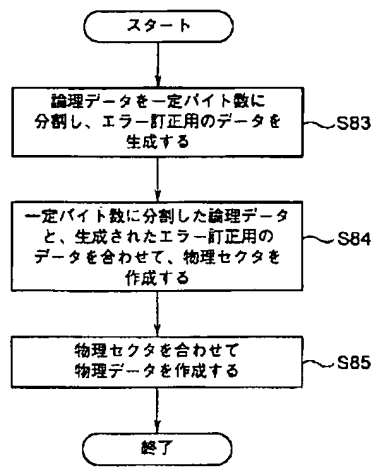 スタート
論理データを一定バイト数に
分割し、エラー訂正用のデータを
生成する
S83
一定バイト数に分割した論理データ
と、生成されたエラー訂正用の
データを合わせて、物理セクタを
作成する
S84
物理セクタを合わせて
物理データを作成する
S85
終了